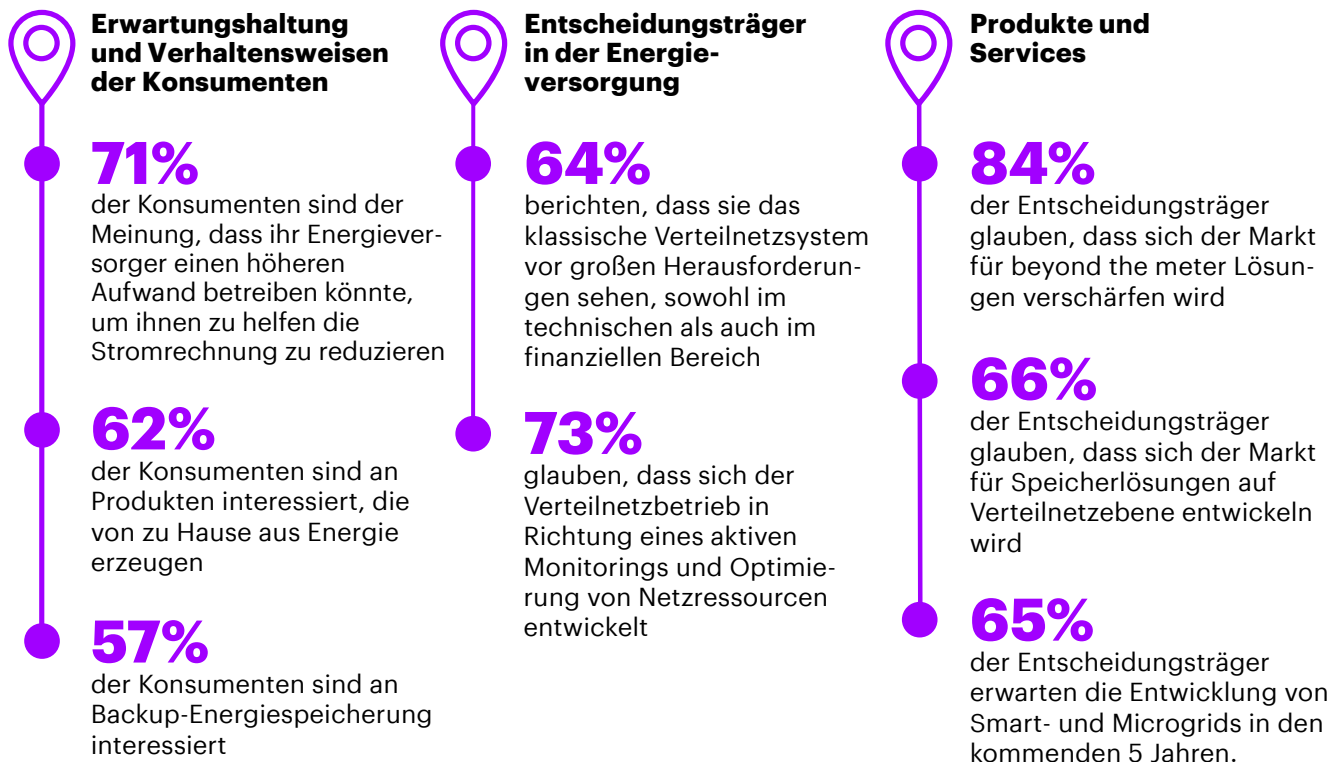 Erwartungshaltung
und Verhaltensweisen
der Konsumenten
71%
der Konsumenten sind der
Meinung, dass ihr Energiever-
sorger einen höheren
Aufwand betreiben könnte,
um ihnen zu helfen die
Stromrechnung zu reduzieren
62%
der Konsumenten sind an
Produkten interessiert, die
von zu Hause aus Energie
erzeugen
57%
der Konsumenten sind an
Backup-Energiespeicherung
interessiert
Entscheidungsträger
in der Energie-
versorgung
64%
berichten, dass sie das
klassische Verteilnetzsystem
vor großen Herausforderun-
gen sehen, sowohl im
technischen als auch im
finanziellen Bereich
73%
glauben, dass sich der
Verteilnetzbetrieb in
Richtung eines aktiven
Monitorings und Optimie-
rung von Netzressourcen
entwickelt
Produkte und
Services
84%
der Entscheidungsträger
glauben, dass sich der Markt
für beyond the meter Lösun-
gen verschärfen wird
66%
der Entscheidungsträger
glauben, dass sich der Markt
für Speicherlösungen auf
Verteilnetzebene entwickeln
wird
65%
der Entscheidungsträger
erwarten die Entwicklung von
Smart- und Microgrids in den
kommenden 5 Jahren.